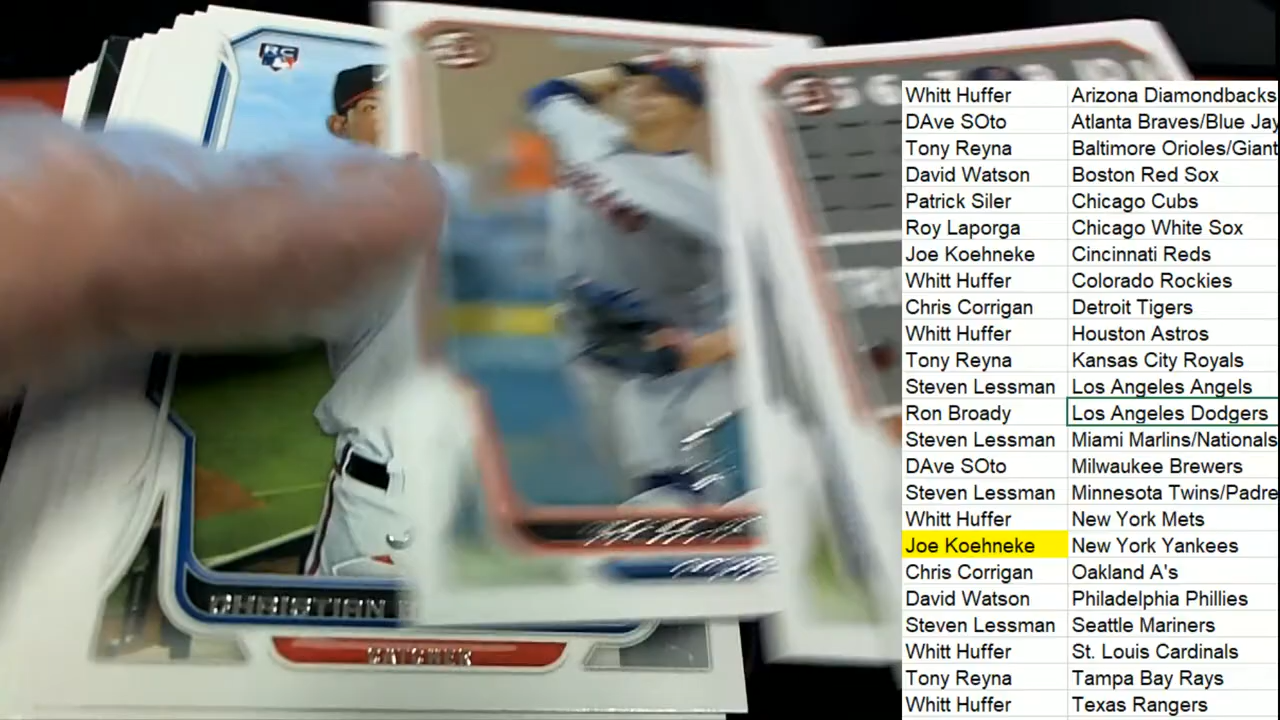 RC
CHRISTIAN
CATCHER
Whitt Huffer Arizona Diamondbacks
DAve SOto Atlanta Braves/Blue Jay
Tony Reyna Baltimore Orioles/Giant
David Watson Boston Red Sox
Patrick Siler Chicago Cubs
Roy Laporga Chicago White Sox
Joe Koehneke Cincinnati Reds
Whitt Huffer Colorado Rockies
Chris Corrigan Detroit Tigers
Whitt Huffer Houston Astros
Tony Reyna Kansas City Royals
Steven Lessman Los Angeles Angels
Ron Broady Los Angeles Dodgers
Steven Lessman Miami Marlins/Nationals
DAve SOto Milwaukee Brewers
Steven Lessman Minnesota Twins/Padre
Whitt Huffer New York Mets
Joe Koehneke New York Yankees
Chris Corrigan Oakland A's
David Watson Philadelphia Phillies
Steven Lessman Seattle Mariners
Whitt Huffer St. Louis Cardinals
Tony Reyna Tampa Bay Rays
Whitt Huffer Texas Rangers